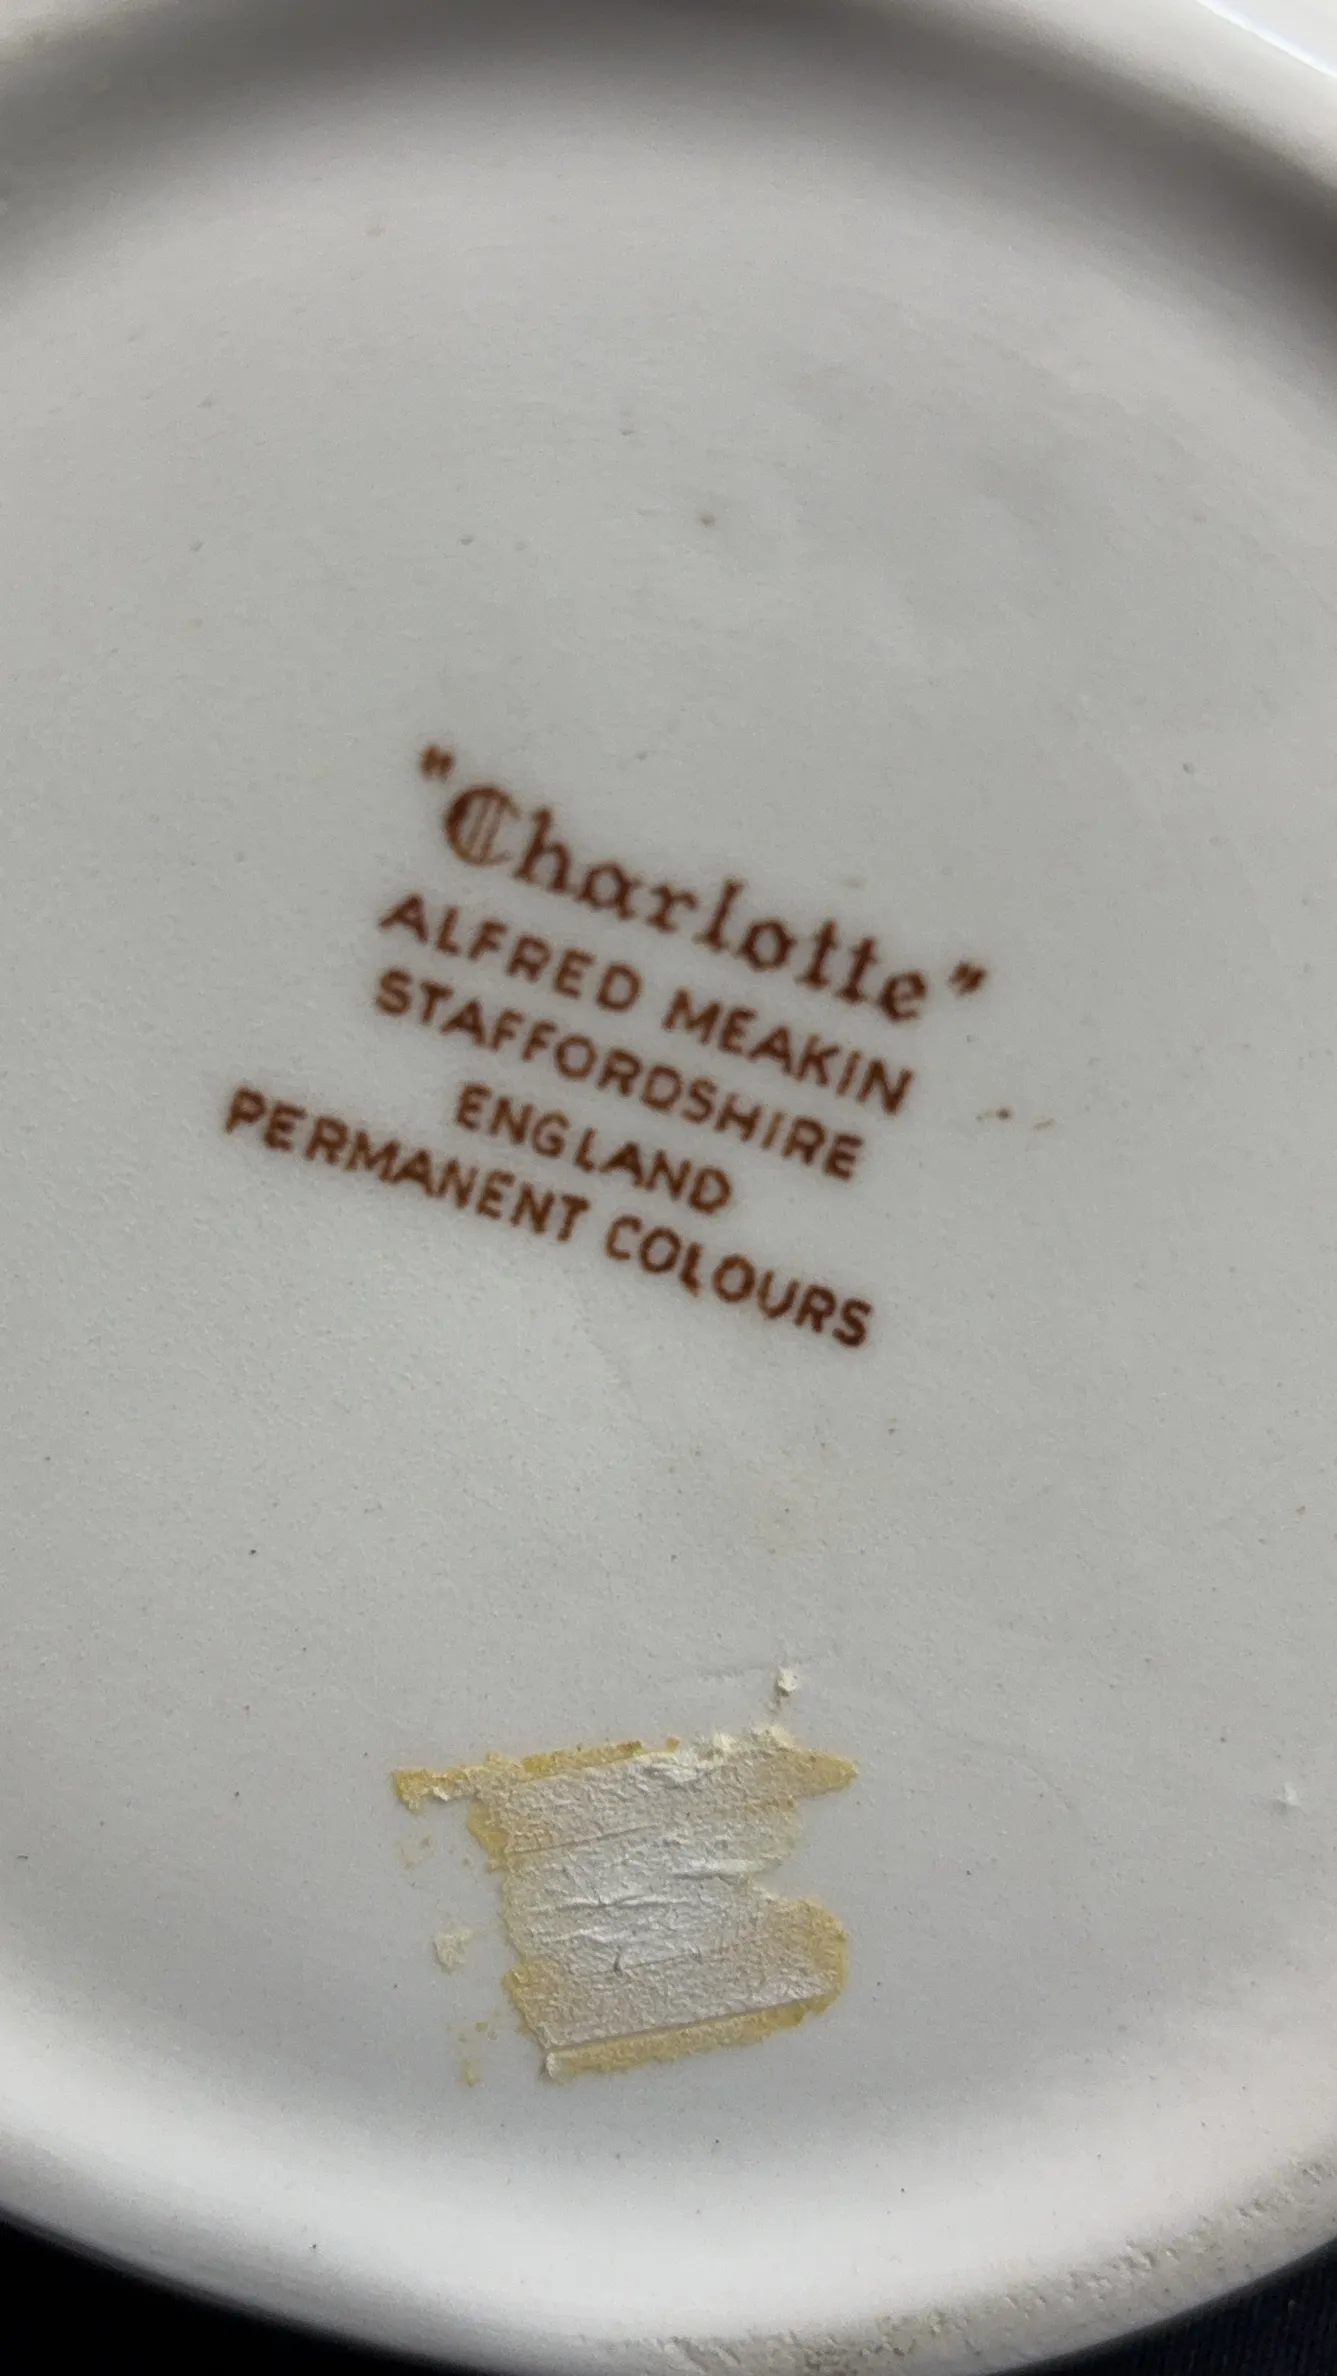 "Charlotte"
ALFRED MEAKIN
STAFFORDSHIRE
ENGLAND
PERMANENT COLOURS